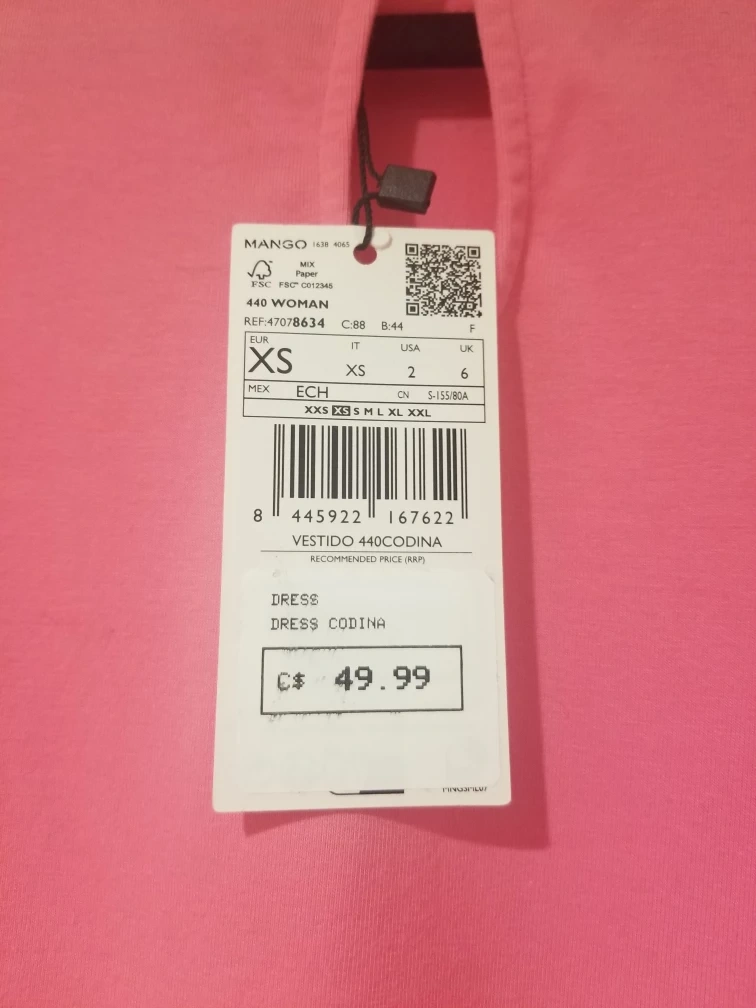 MANGO 1638 4065
MIX
Paper
FSC FSC™ C012345
440 WOMAN
REF:47078634 C:88 B:44 F
EUR IT USA UK
XS XS 2 6
MEX ECH CN S-155/80A
XXS XS S M L XL XXL
8 445922 167622
VESTIDO 440CODINA
RECOMMENDED PRICE (RRP)
DRESS
DRESS CODINA
C$ 49.99